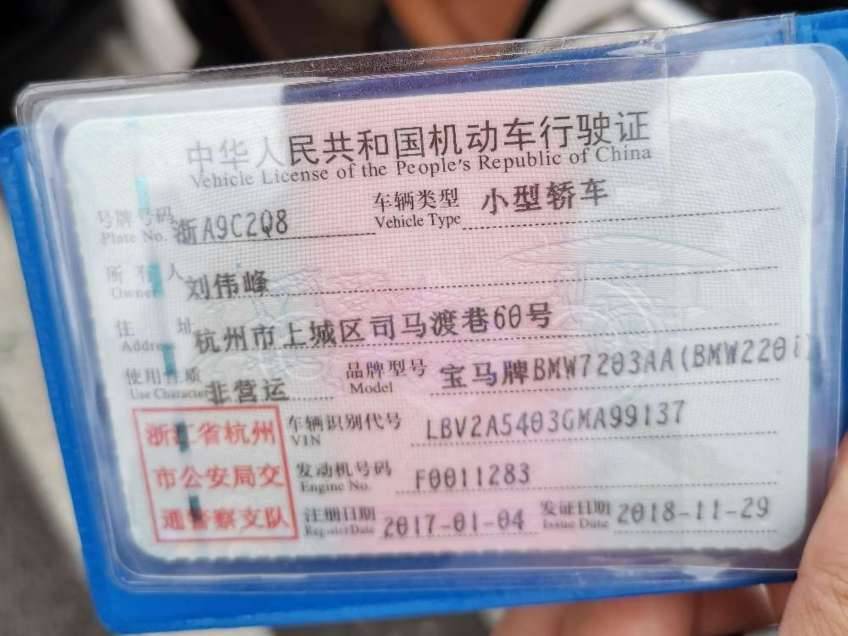 中华人民共和国机动车行驶证
Vehicle License of the People's Republic of China
号牌号码 浙A9C2Q8 车辆类型 小型轿车
Plate No. Vehicle Type
所有人 刘伟峰
Owner
住址 杭州市上城区司马渡巷60号
Address
使用性质 非营运 品牌型号 宝马牌BMW7203AA(BMW220i
Use Character Model
浙江省杭州
市公安局交
通警察支队
车辆识别代号 LBV2A5403GMA99137
VIN
发动机号码 F0011283
Engine No.
注册日期 2017-01-04 发证日期 2018-11-29
Register Date Issue Date